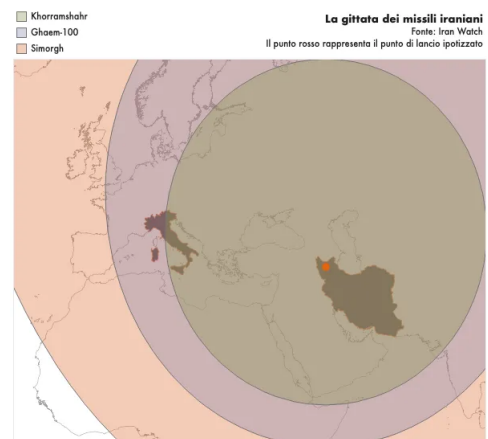 Khorramshahr
Ghaem-100
Simorgh
La gittata dei missili iraniani
Fonte: Iran Watch
Il punto rosso rappresenta il punto di lancio ipotizzato